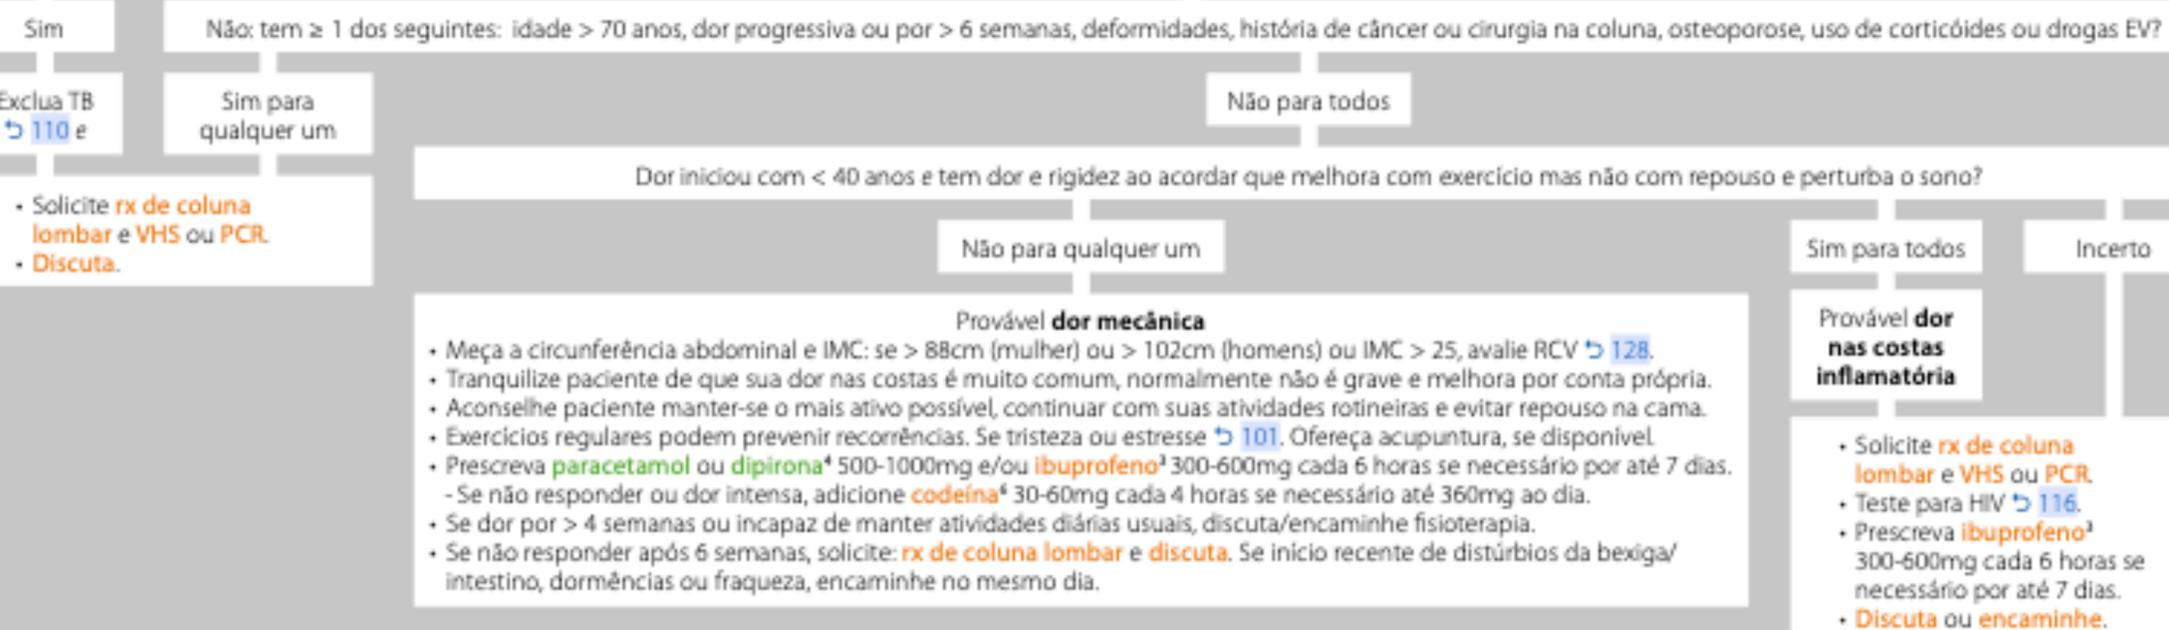 Sim
Não: tem ≥ 1 dos seguintes: idade > 70 anos, dor progressiva ou por > 6 semanas, deformidades, história de câncer ou cirurgia na coluna, osteoporose, uso de corticóides ou drogas EV?
Exclua TB
⮌ 110 e
Sim para
qualquer um
Não para todos
• Solicite rx de coluna
lombar e VHS ou PCR.
• Discuta.
Dor iniciou com < 40 anos e tem dor e rigidez ao acordar que melhora com exercício mas não com repouso e perturba o sono?
Não para qualquer um
Sim para todos
Incerto
Provável dor mecânica
• Meça a circunferência abdominal e IMC: se > 88cm (mulher) ou > 102cm (homens) ou IMC > 25, avalie RCV ⮌ 128.
• Tranquilize paciente de que sua dor nas costas é muito comum, normalmente não é grave e melhora por conta própria.
• Aconselhe paciente manter-se o mais ativo possível, continuar com suas atividades rotineiras e evitar repouso na cama.
• Exercícios regulares podem prevenir recorrências. Se tristeza ou estresse ⮌ 101. Ofereça acupuntura, se disponível.
• Prescreva paracetamol ou dipirona⁴ 500-1000mg e/ou ibuprofeno³ 300-600mg cada 6 horas se necessário por até 7 dias.
- Se não responder ou dor intensa, adicione codeína⁶ 30-60mg cada 4 horas se necessário até 360mg ao dia.
• Se dor por > 4 semanas ou incapaz de manter atividades diárias usuais, discuta/encaminhe fisioterapia.
• Se não responder após 6 semanas, solicite: rx de coluna lombar e discuta. Se início recente de distúrbios da bexiga/
intestino, dormências ou fraqueza, encaminhe no mesmo dia.
Provável dor
nas costas
inflamatória
• Solicite rx de coluna
lombar e VHS ou PCR.
• Teste para HIV ⮌ 116.
• Prescreva ibuprofeno³
300-600mg cada 6 horas se
necessário por até 7 dias.
• Discuta ou encaminhe.